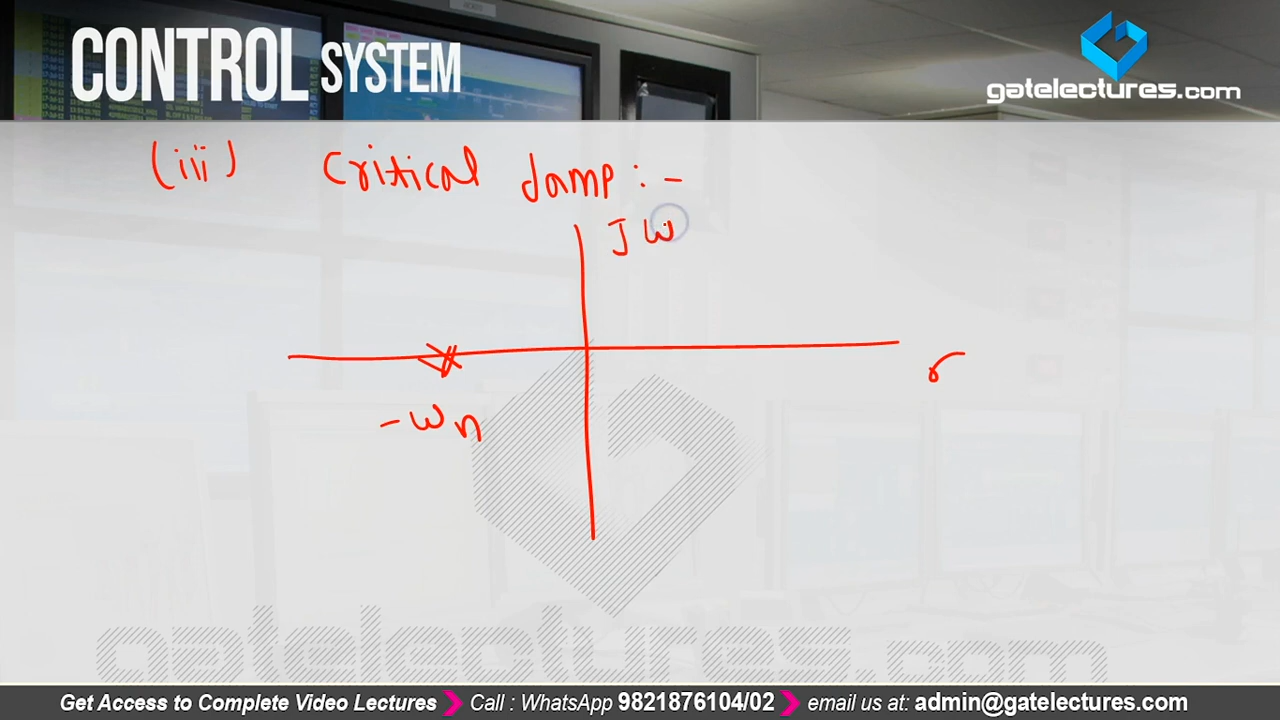 CONTROL SYSTEM
gatelectures.com
(iii) Critical damp:-
Jω
σ
-ωn
gatelectures.com
Get Access to Complete Video Lectures Call : WhatsApp 9821876104/02 email us at: admin@gatelectures.com